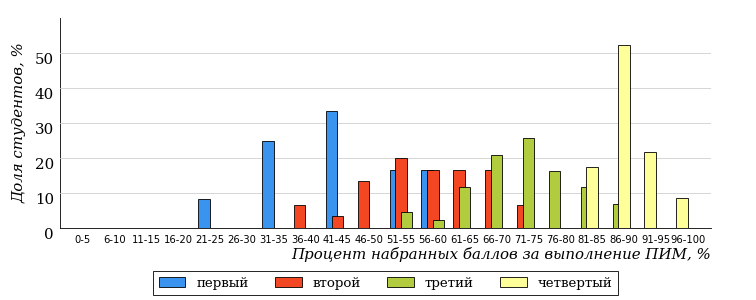 Доля студентов, %
50
40
30
20
10
0
0-5 6-10 11-15 16-20 21-25 26-30 31-35 36-40 41-45 46-50 51-55 56-60 61-65 66-70 71-75 76-80 81-85 86-90 91-95 96-100
Процент набранных баллов за выполнение ПИМ, %
первый второй третий четвертый